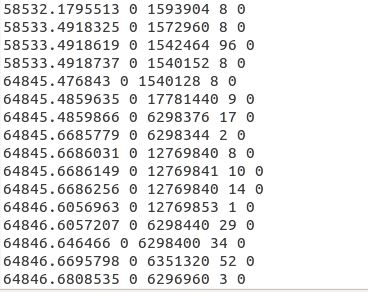 58532.1795513 0 1593904 8 0
58533.4918325 0 1572960 8 0
58533.4918619 0 1542464 96 0
58533.4918737 0 1540152 8 0
64845.476843 0 1540128 8 0
64845.4859635 0 17781440 9 0
64845.4859866 0 6298376 17 0
64845.6685779 0 6298344 2 0
64845.6686031 0 12769840 8 0
64845.6686149 0 12769841 10 0
64845.6686256 0 12769840 14 0
64846.6056963 0 12769853 1 0
64846.6057207 0 6298440 29 0
64846.646466 0 6298400 34 0
64846.6695798 0 6351320 52 0
64846.6808535 0 6296960 3 0